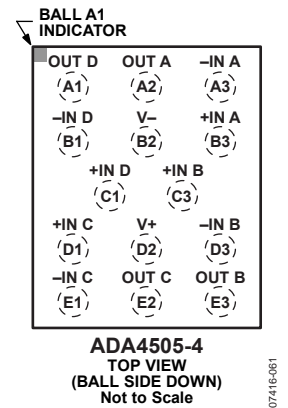 BALL A1
INDICATOR
OUT D OUT A –IN A
A1 A2 A3
–IN D V– +IN A
B1 B2 B3
+IN D +IN B
C1 C3
+IN C V+ –IN B
D1 D2 D3
–IN C OUT C OUT B
E1 E2 E3
ADA4505-4
TOP VIEW
(BALL SIDE DOWN)
Not to Scale
07416-061